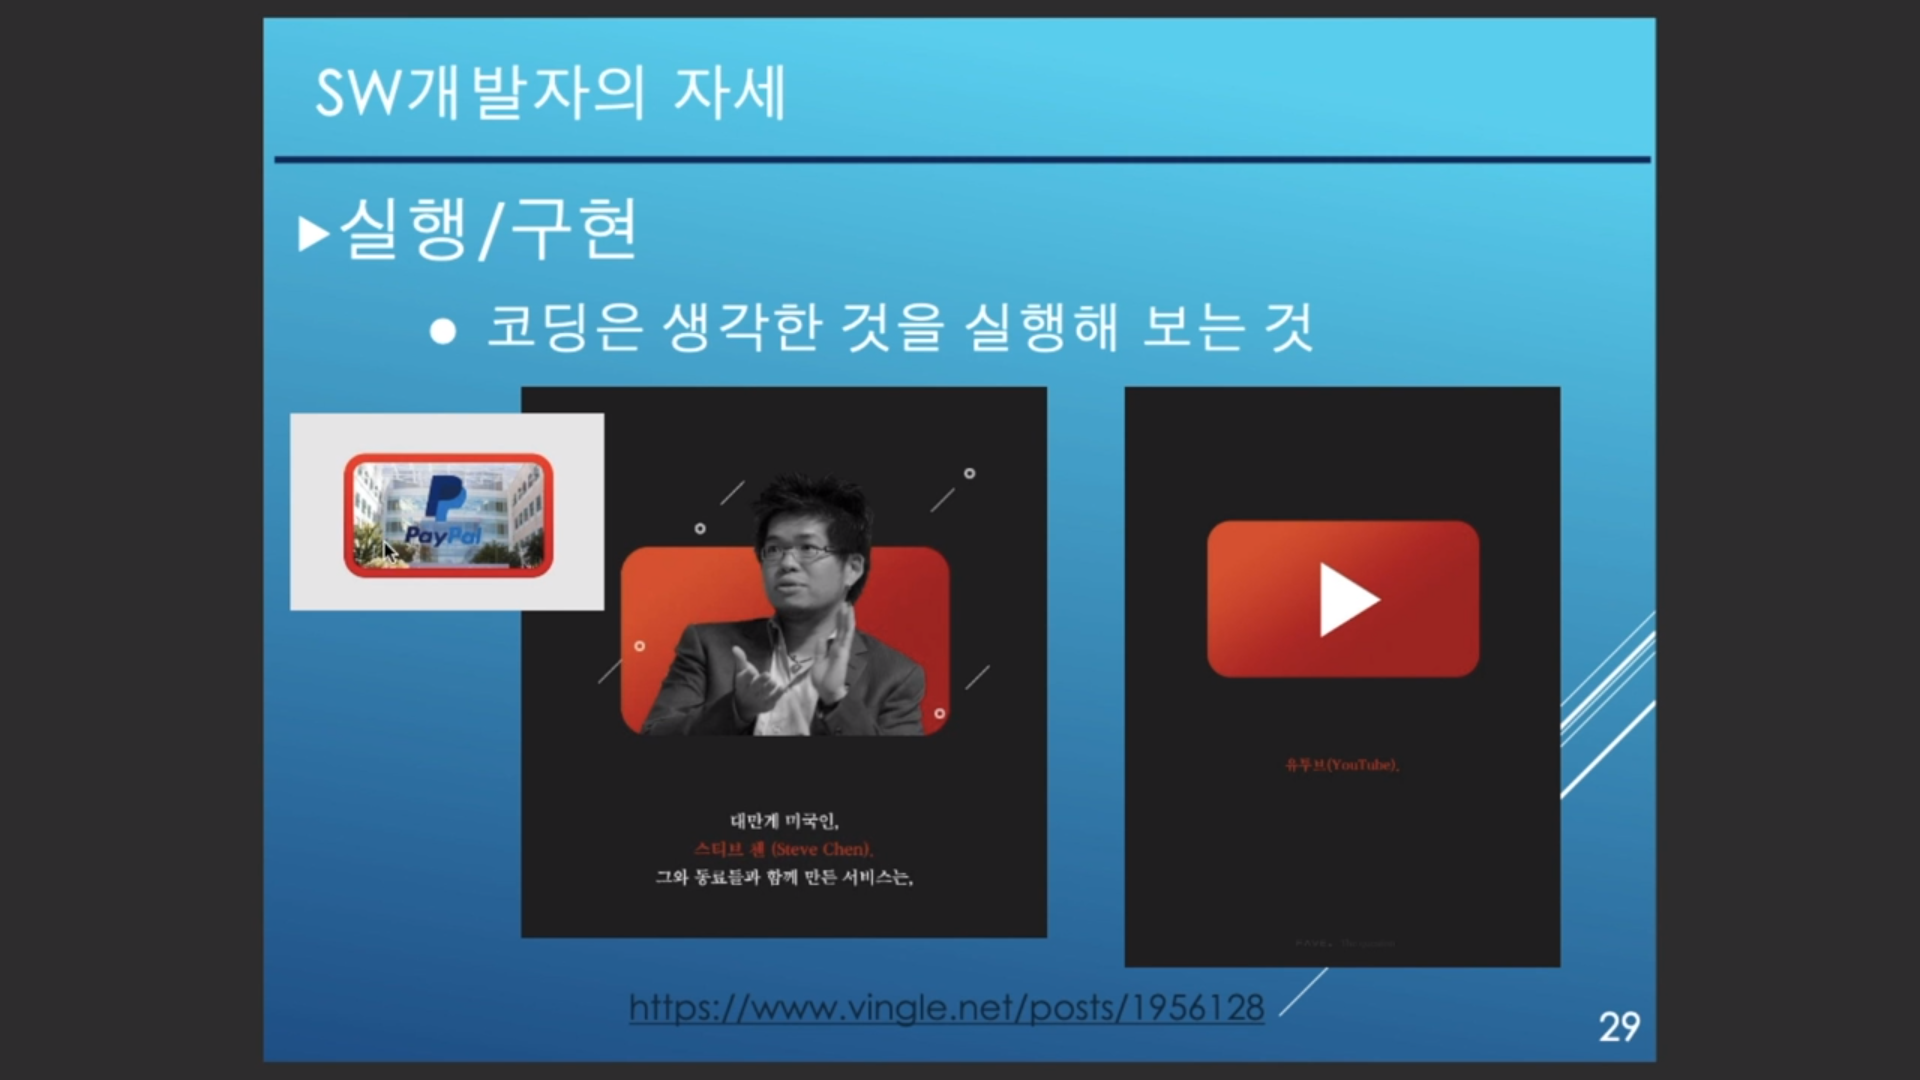 SW개발자의 자세
실행/구현
코딩은 생각한 것을 실행해 보는 것
PayPal
대만계 미국인,
스티브 첸 (Steve Chen).
그와 동료들과 함께 만든 서비스는,
유투브(YouTube).
https://www.vingle.net/posts/1956128
29